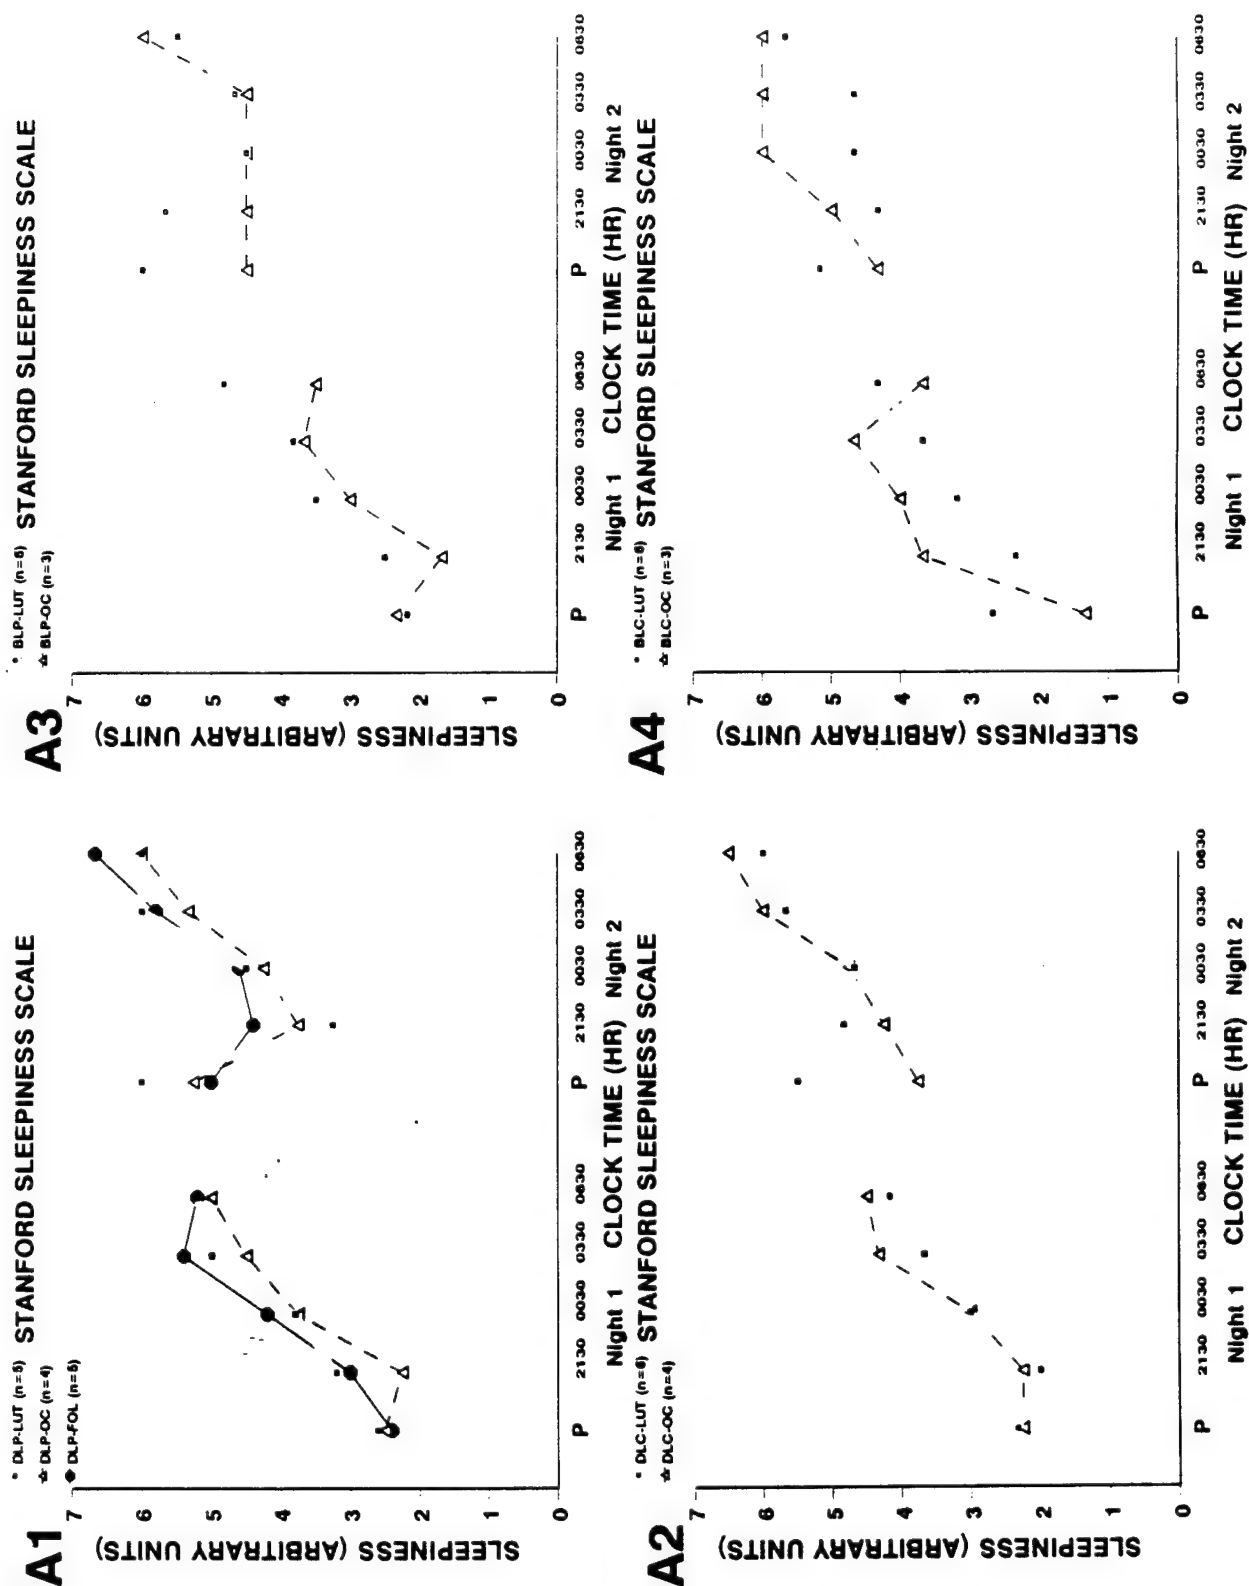 A1
STANFORD SLEEPINESS SCALE
DLP-LUT (n=5)
DLP-OC (n=4)
DLP-FOL (n=5)
SLEEPINESS (ARBITRARY UNITS)
7
6
5
4
3
2
1
0
P 2130 0030 0330 0630 P 2130 0030 0330 0630
Night 1 CLOCK TIME (HR) Night 2
A3
STANFORD SLEEPINESS SCALE
BLP-LUT (n=6)
BLP-OC (n=3)
SLEEPINESS (ARBITRARY UNITS)
7
6
5
4
3
2
1
0
P 2130 0030 0330 0630 P 2130 0030 0330 0630
Night 1 CLOCK TIME (HR) Night 2
A2
STANFORD SLEEPINESS SCALE
DLC-LUT (n=6)
DLC-OC (n=4)
SLEEPINESS (ARBITRARY UNITS)
7
6
5
4
3
2
1
0
P 2130 0030 0330 0630 P 2130 0030 0330 0630
Night 1 CLOCK TIME (HR) Night 2
A4
STANFORD SLEEPINESS SCALE
BLC-LUT (n=6)
BLC-OC (n=3)
SLEEPINESS (ARBITRARY UNITS)
7
6
5
4
3
2
1
0
P 2130 0030 0330 0630 P 2130 0030 0330 0630
Night 1 CLOCK TIME (HR) Night 2